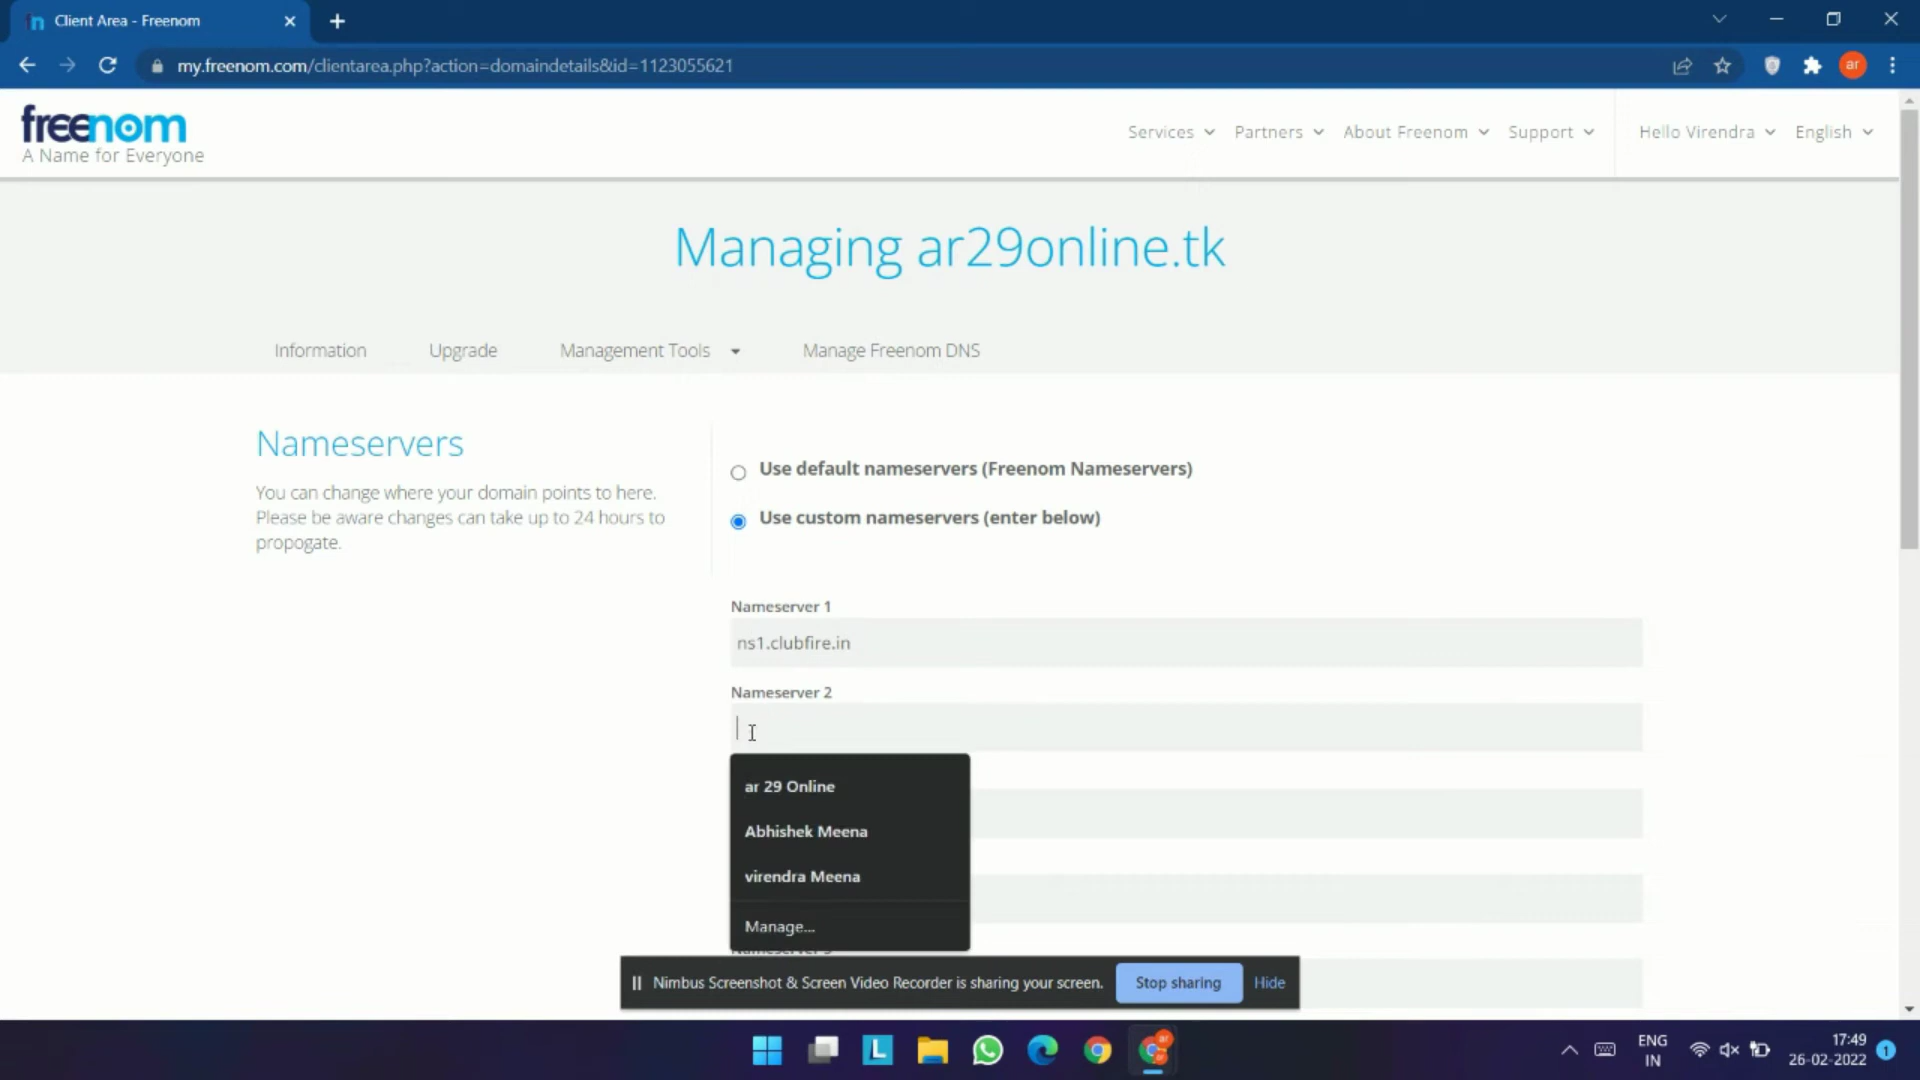 Client Area - Freenom
my.freenom.com/clientarea.php?action=domaindetails&id=1123055621
ar
freenom
A Name for Everyone
Services
Partners
About Freenom
Support
Hello Virendra
English
Managing ar29online.tk
Information
Upgrade
Management Tools
Manage Freenom DNS
Nameservers
You can change where your domain points to here.
Please be aware changes can take up to 24 hours to
propogate.
Use default nameservers (Freenom Nameservers)
Use custom nameservers (enter below)
Nameserver 1
ns1.clubfire.in
Nameserver 2
ar 29 Online
Abhishek Meena
virendra Meena
Manage...
Nimbus Screenshot & Screen Video Recorder is sharing your screen.
Stop sharing
Hide
L
ar
ENG
IN
17:49
26-02-2022
1